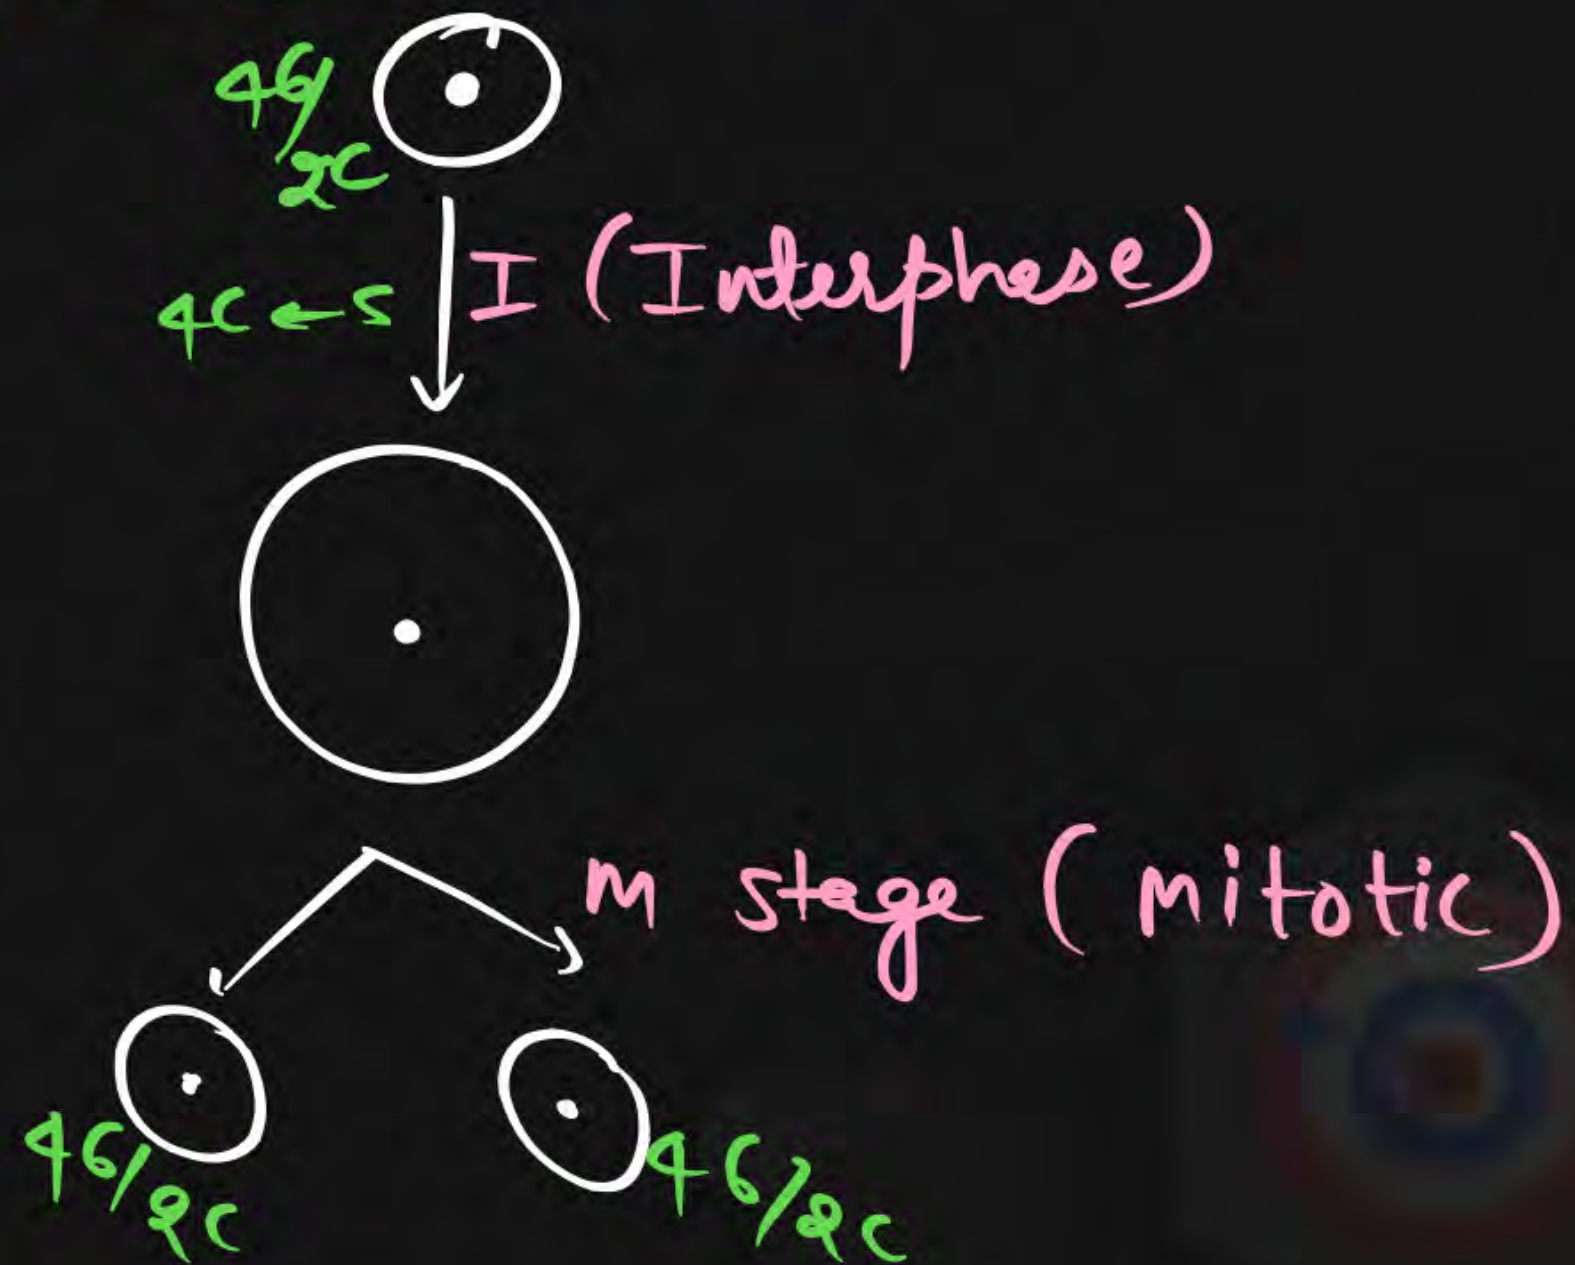 46/
2C
I (Interphase)
4C ← S
M stage (mitotic)
46/2C
46/2C